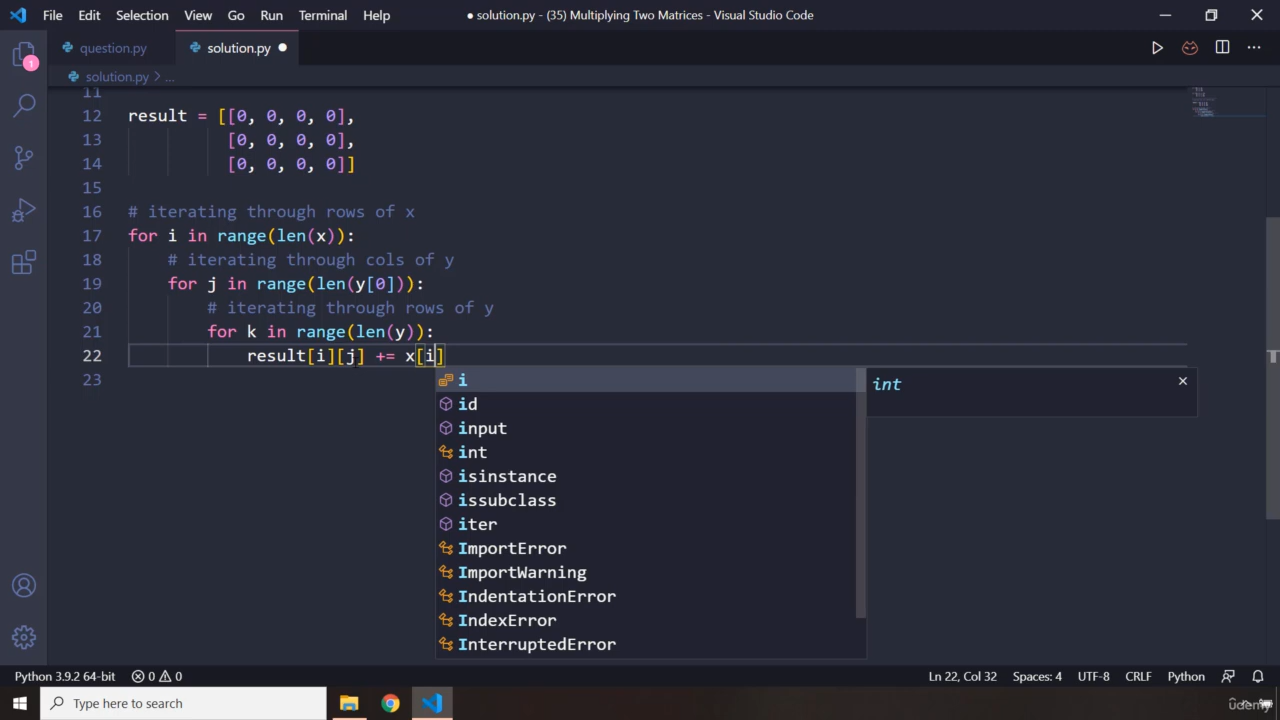 File Edit Selection View Go Run Terminal Help
● solution.py - (35) Multiplying Two Matrices - Visual Studio Code
question.py solution.py ●
solution.py > ...
1
11
12 result = [[0, 0, 0, 0],
13 [0, 0, 0, 0],
14 [0, 0, 0, 0]]
15
16 # iterating through rows of x
17 for i in range(len(x)):
18 # iterating through cols of y
19 for j in range(len(y[0])):
20 # iterating through rows of y
21 for k in range(len(y)):
22 result[i][j] += x[i]
23
i
int
id
input
int
isinstance
issubclass
iter
ImportError
ImportWarning
IndentationError
IndexError
InterruptedError
Python 3.9.2 64-bit 0 0 Ln 22, Col 32 Spaces: 4 UTF-8 CRLF Python
Type here to search
udemy